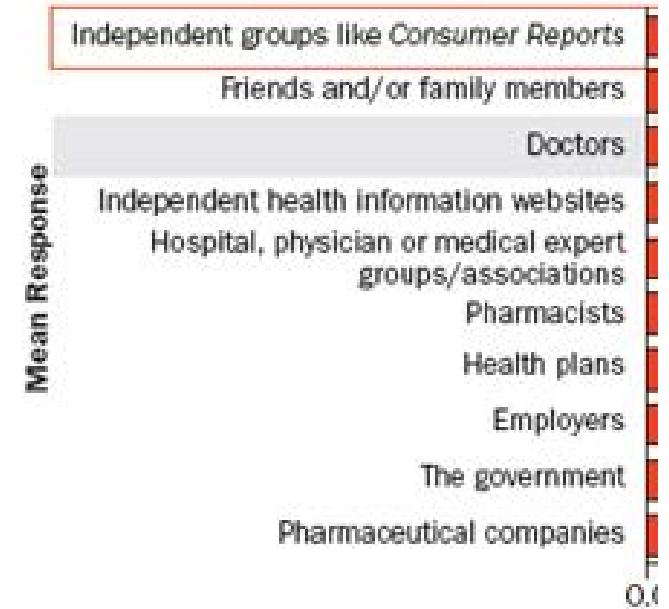 Independent groups like Consumer Reports
Friends and/or family members
Doctors
Independent health information websites
Hospital, physician or medical expert
groups/associations
Pharmacists
Health plans
Employers
The government
Pharmaceutical companies
Mean Response